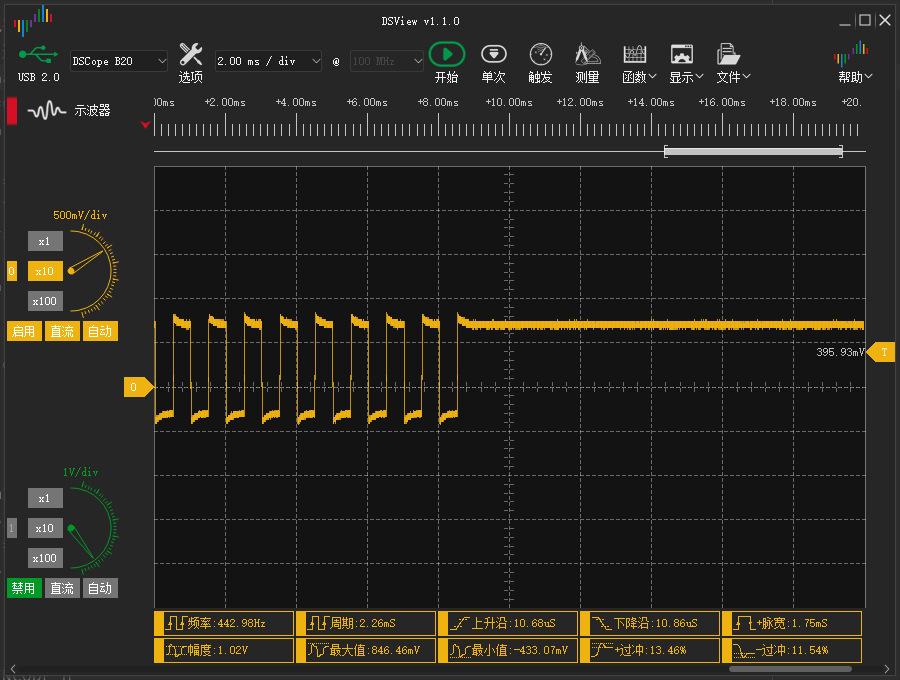 DSView v1.1.0
USB 2.0
DSCope B20
选项
2.00 ms / div
@
100 MHz
开始
单次
触发
测量
函数
显示
文件
帮助
示波器
00ms +2.00ms +4.00ms +6.00ms +8.00ms +10.00ms +12.00ms +14.00ms +16.00ms +18.00ms +20.
500mV/div
x1
0
x10
x100
启用 直流 自动
395.93mV
T
0
1V/div
x1
1
x10
x100
禁用 直流 自动
频率:442.98Hz 周期:2.26mS 上升沿:10.68uS 下降沿:10.86uS +脉宽:1.75mS
幅度:1.02V 最大值:846.46mV 最小值:-433.07mV +过冲:13.46% -过冲:11.54%